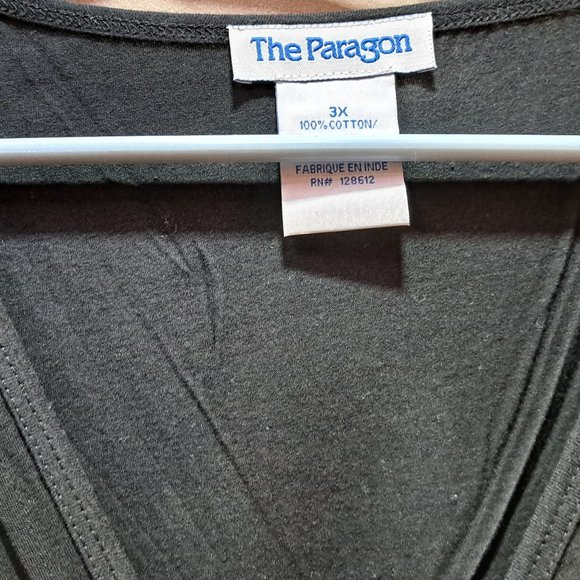 The Paragon
3X
100% COTTON/
FABRIQUE EN INDE
RN# 128612